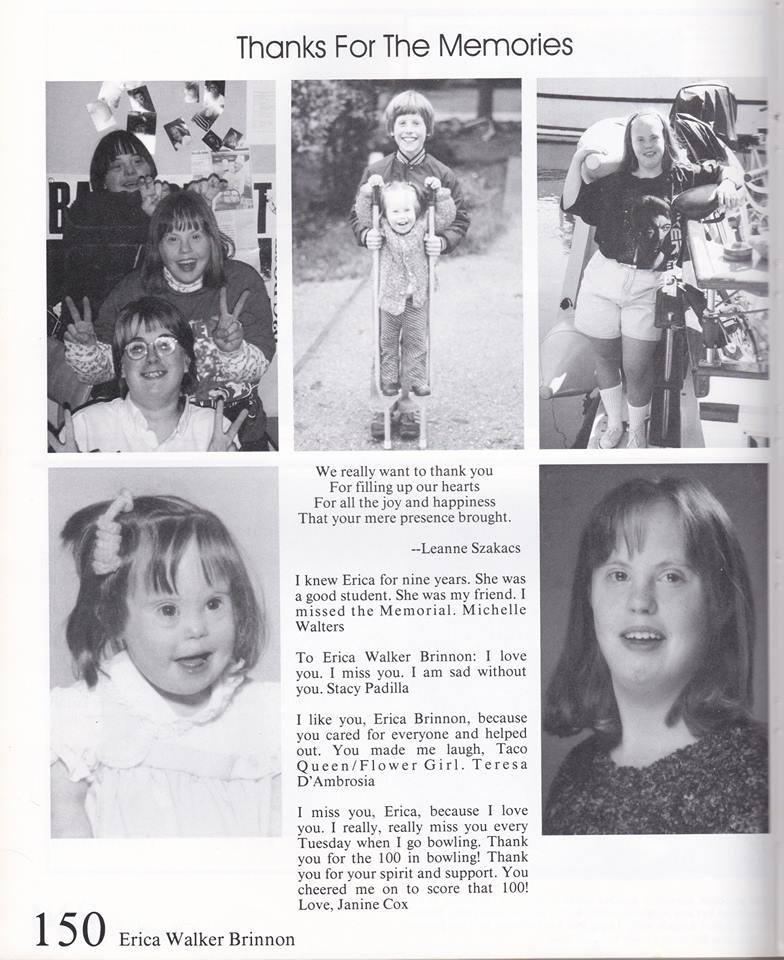 Thanks For The Memories
We really want to thank you
For filling up our hearts
For all the joy and happiness
That your mere presence brought.
--Leanne Szakacs
I knew Erica for nine years. She was
a good student. She was my friend. I
missed the Memorial. Michelle
Walters
To Erica Walker Brinnon: I love
you. I miss you. I am sad without
you. Stacy Padilla
I like you, Erica Brinnon, because
you cared for everyone and helped
out. You made me laugh, Taco
Queen/Flower Girl. Teresa
D'Ambrosia
I miss you, Erica, because I love
you. I really, really miss you every
Tuesday when I go bowling. Thank
you for the 100 in bowling! Thank
you for your spirit and support. You
cheered me on to score that 100!
Love, Janine Cox
150 Erica Walker Brinnon